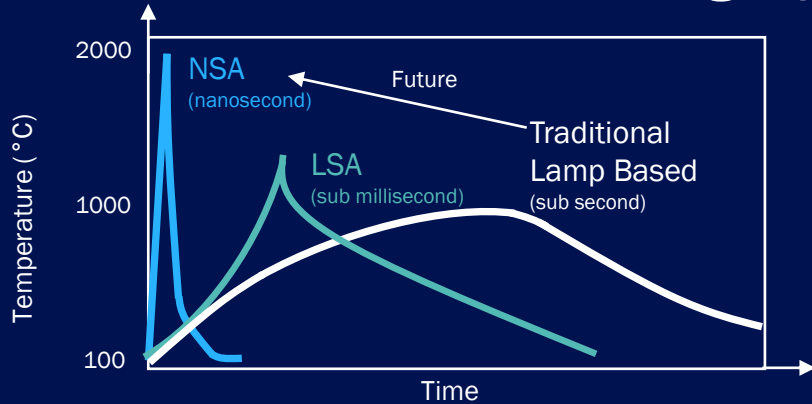 2000
NSA
(nanosecond)
Future
Traditional
Lamp Based
(sub second)
LSA
(sub millisecond)
1000
100
Temperature (°C)
Time